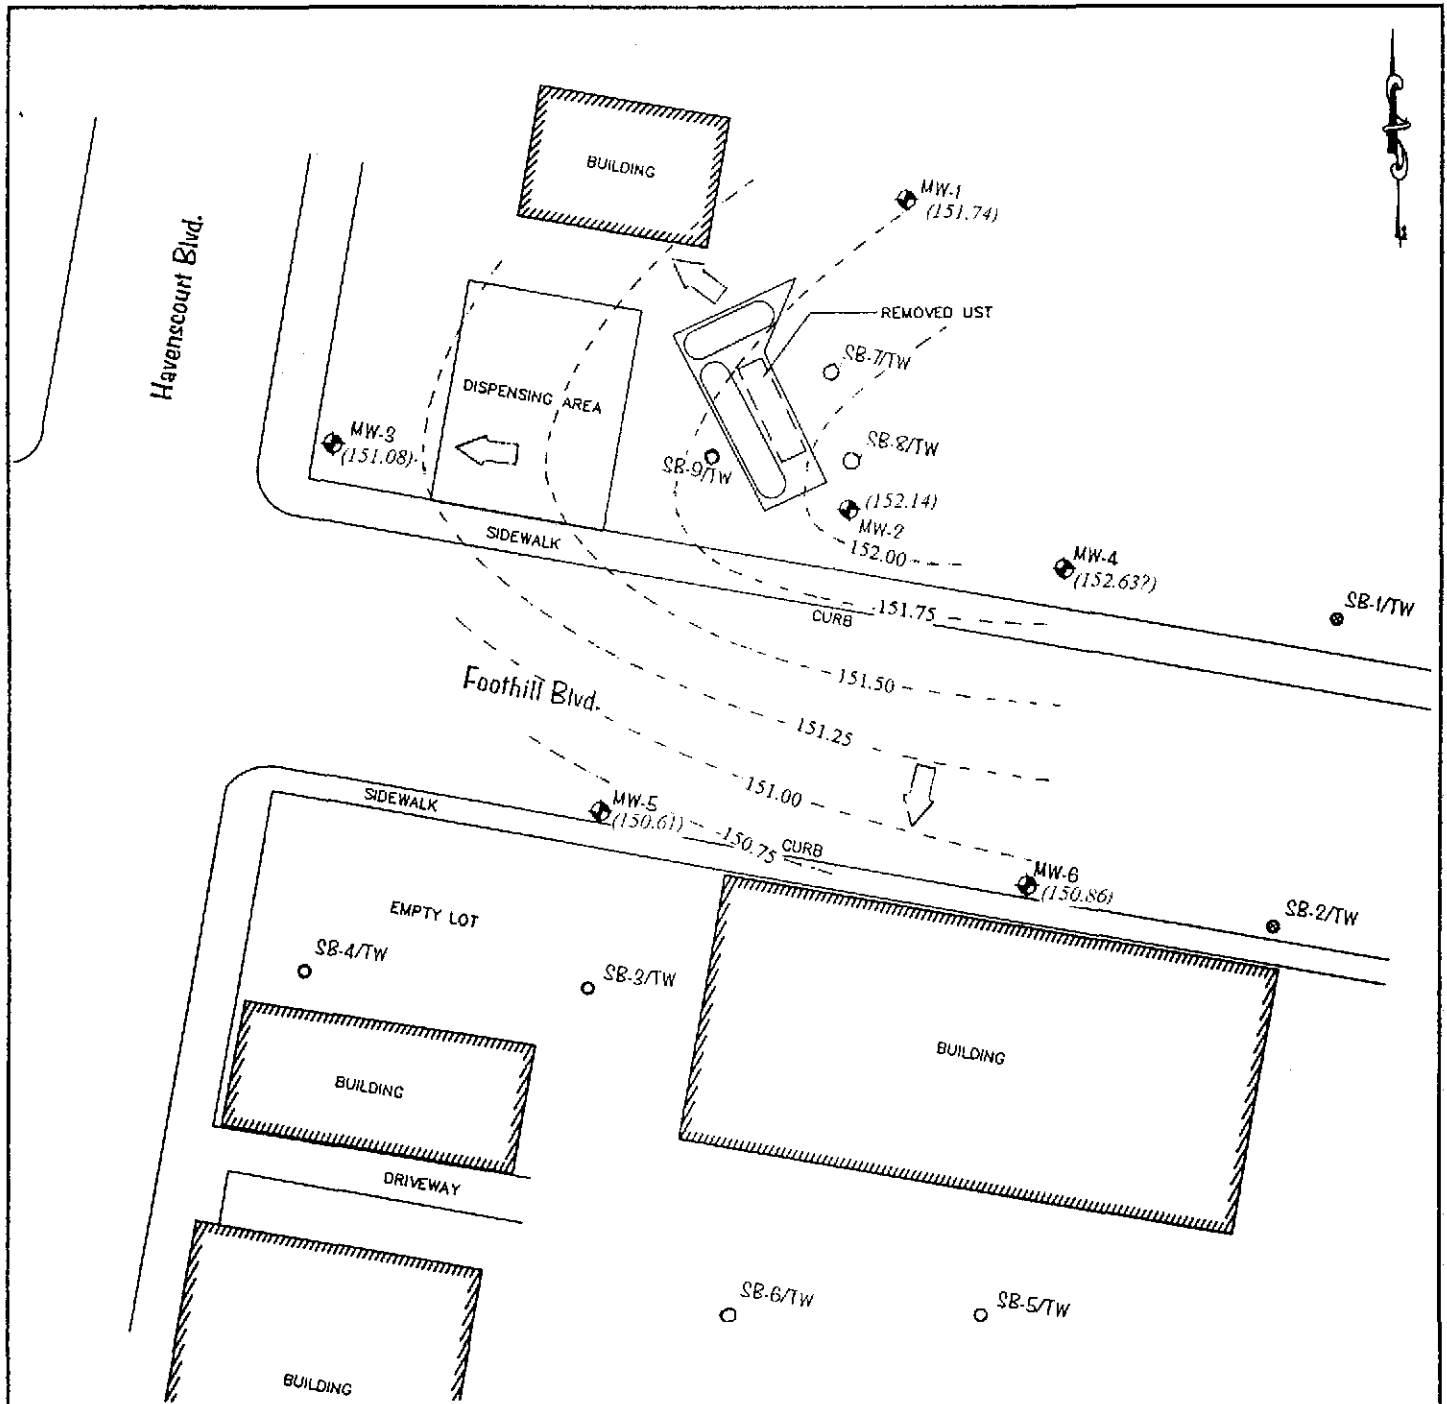 BUILDING
MW-1
(151.74)
Havenscourt Blvd.
REMOVED UST
SB-7/TW
DISPENSING AREA
MW-3
(151.08)
SB-9/TW
SB-8/TW
(152.14)
MW-2
SIDEWALK
152.00
MW-4
(152.63?)
SB-1/TW
151.75
CURB
151.50
Foothill Blvd.
151.25
151.00
SIDEWALK
MW-5
(150.61)
150.75
CURB
MW-6
(150.86)
EMPTY LOT
SB-2/TW
SB-4/TW
SB-3/TW
BUILDING
BUILDING
DRIVEWAY
SB-6/TW
SB-5/TW
BUILDING